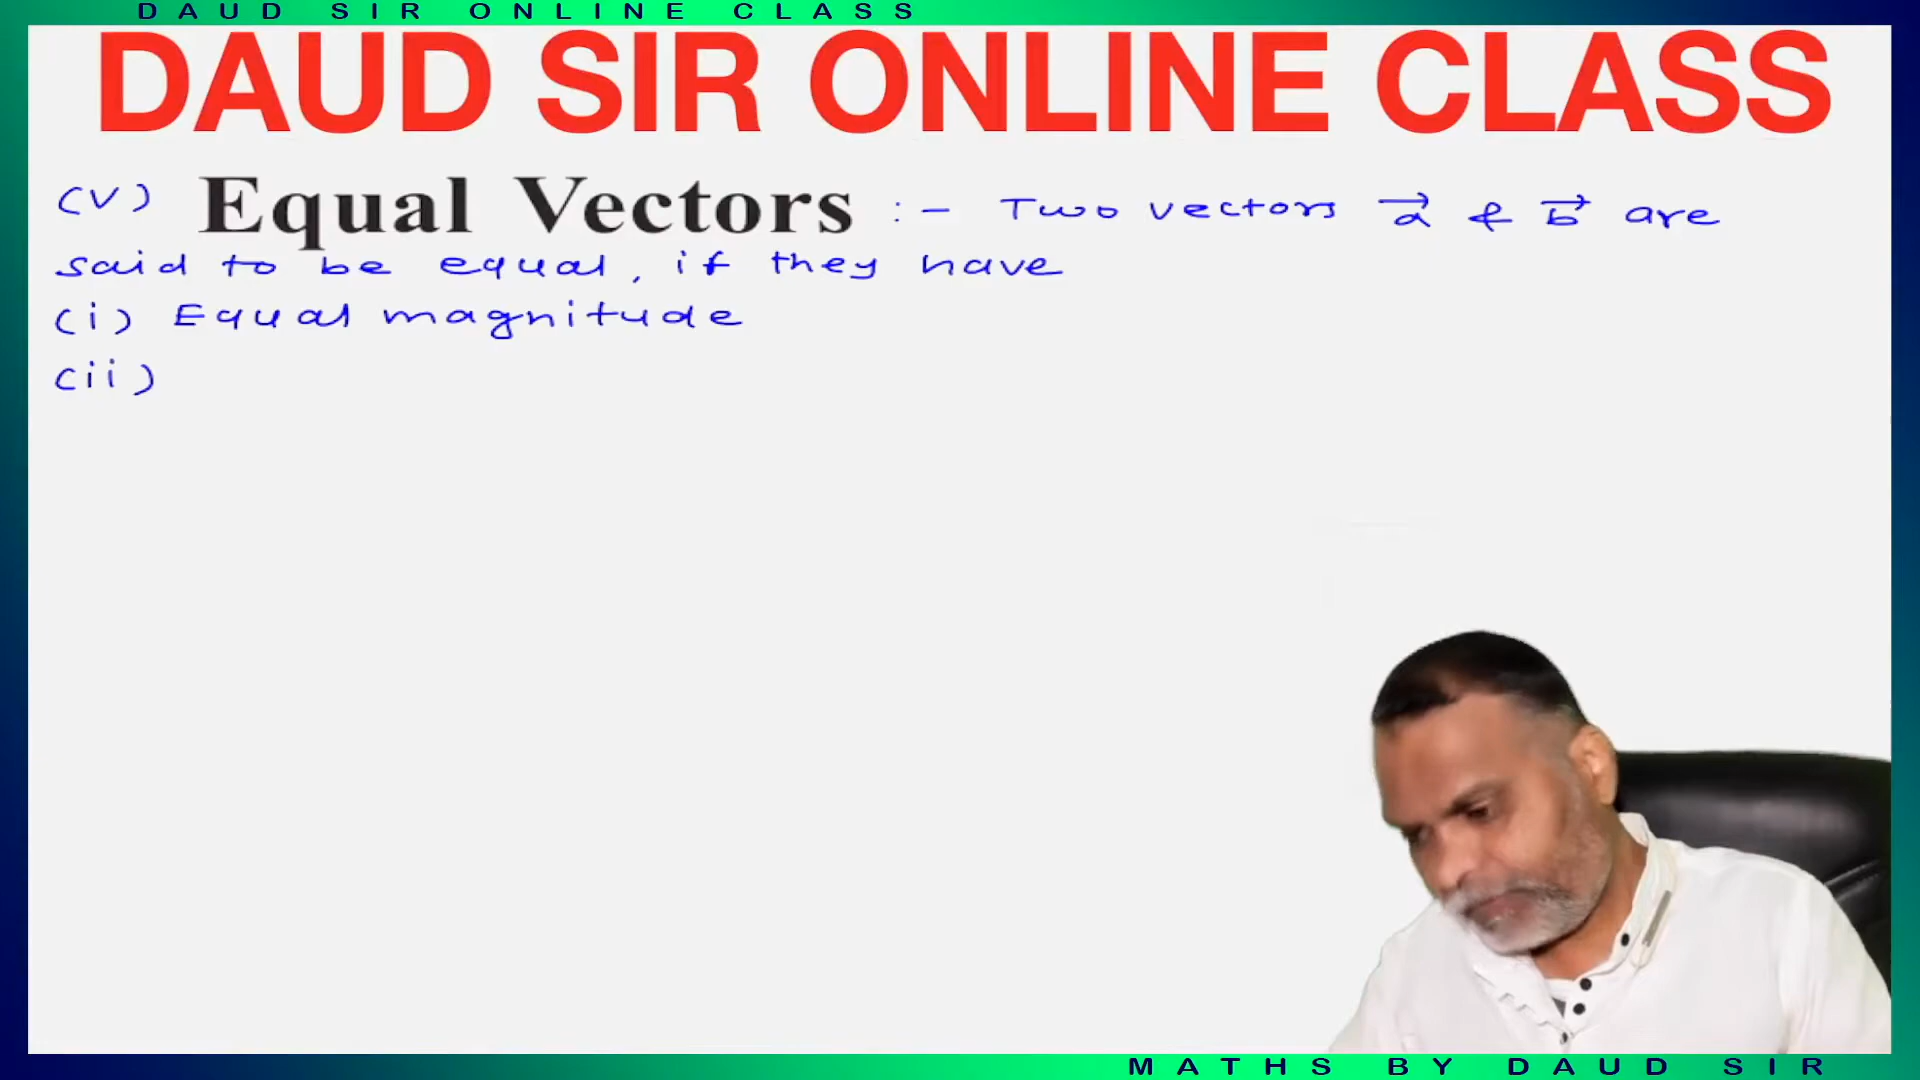 DAUD SIR ONLINE CLASS
DAUD SIR ONLINE CLASS
(v) Equal Vectors :- Two vectors a⃗ & b⃗ are
said to be equal, if they have
(i) Equal magnitude
(ii)
MATHS BY DAUD SIR